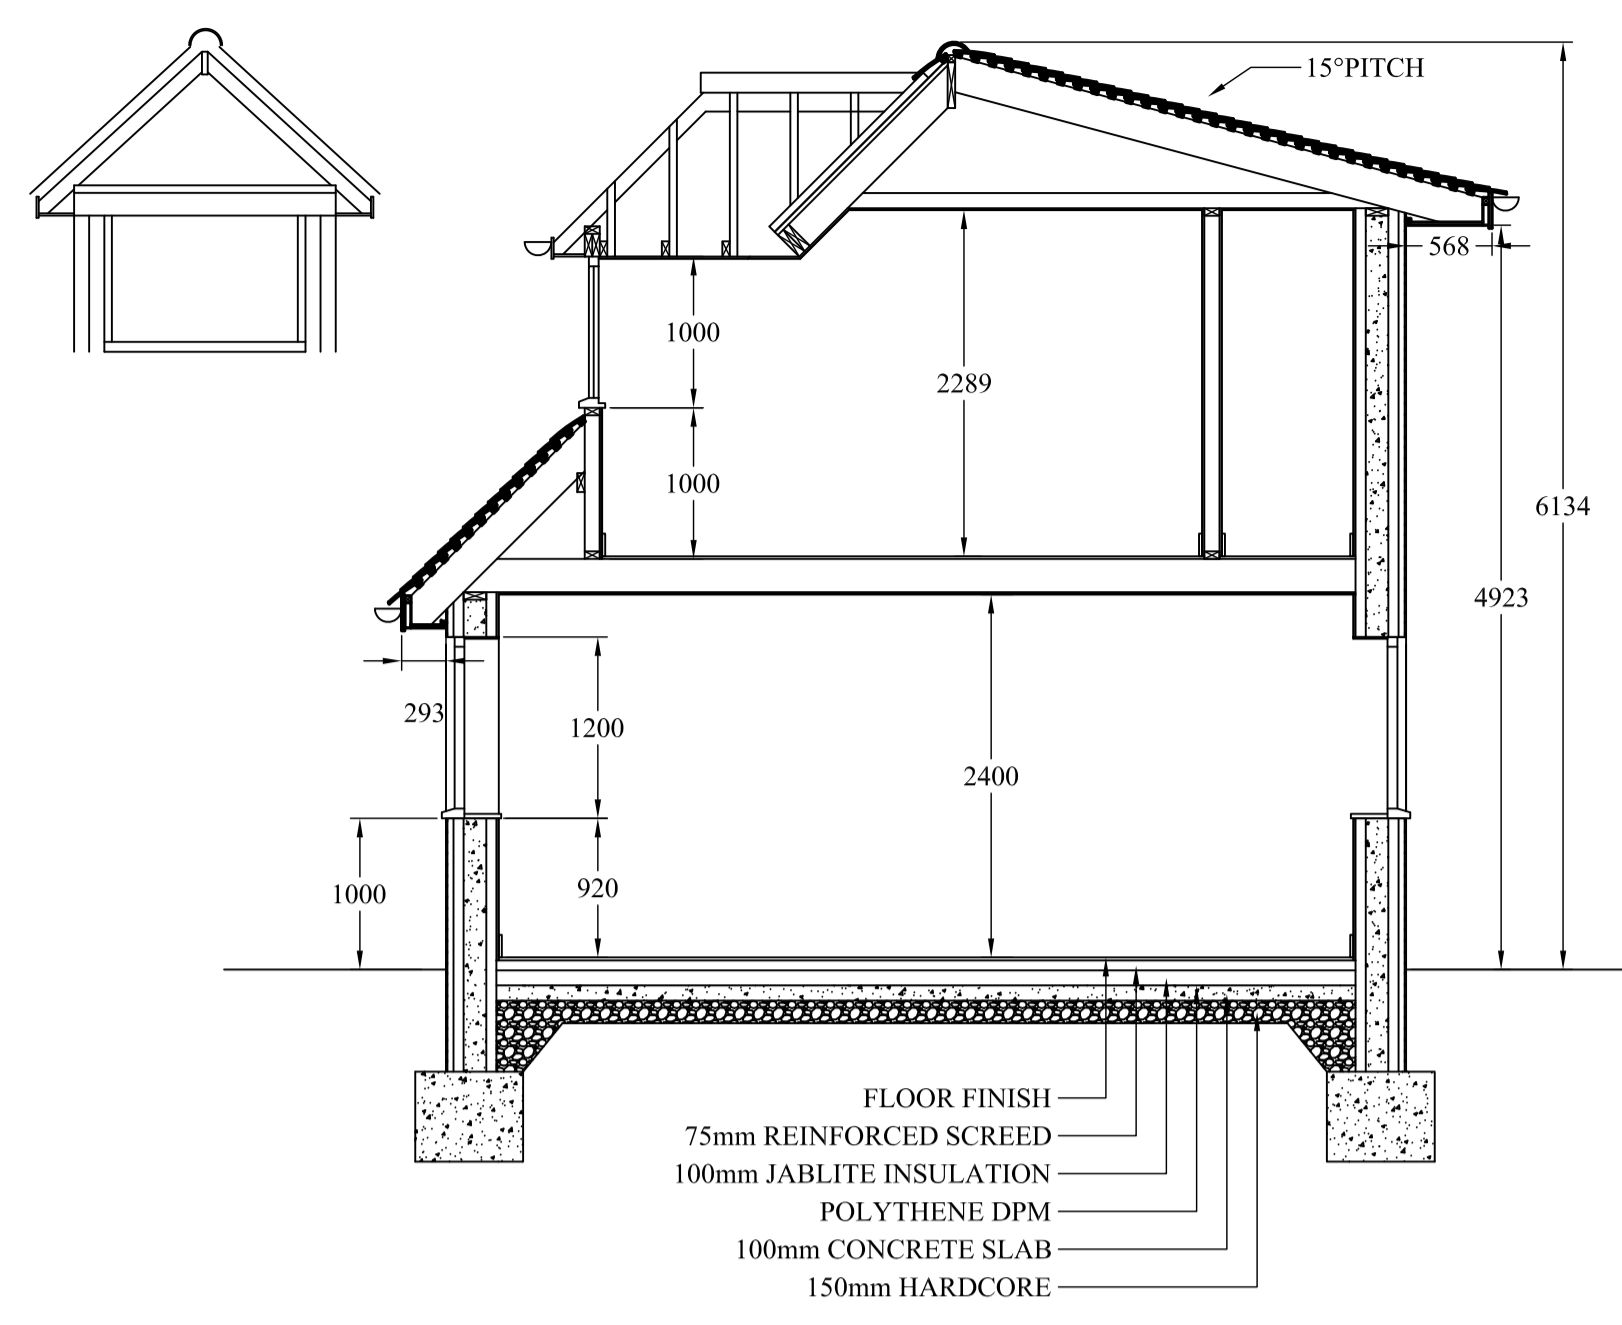 15°PITCH
568
1000
2289
1000
6134
4923
293
1200
2400
1000
920
FLOOR FINISH
75mm REINFORCED SCREED
100mm JABLITE INSULATION
POLYTHENE DPM
100mm CONCRETE SLAB
150mm HARDCORE